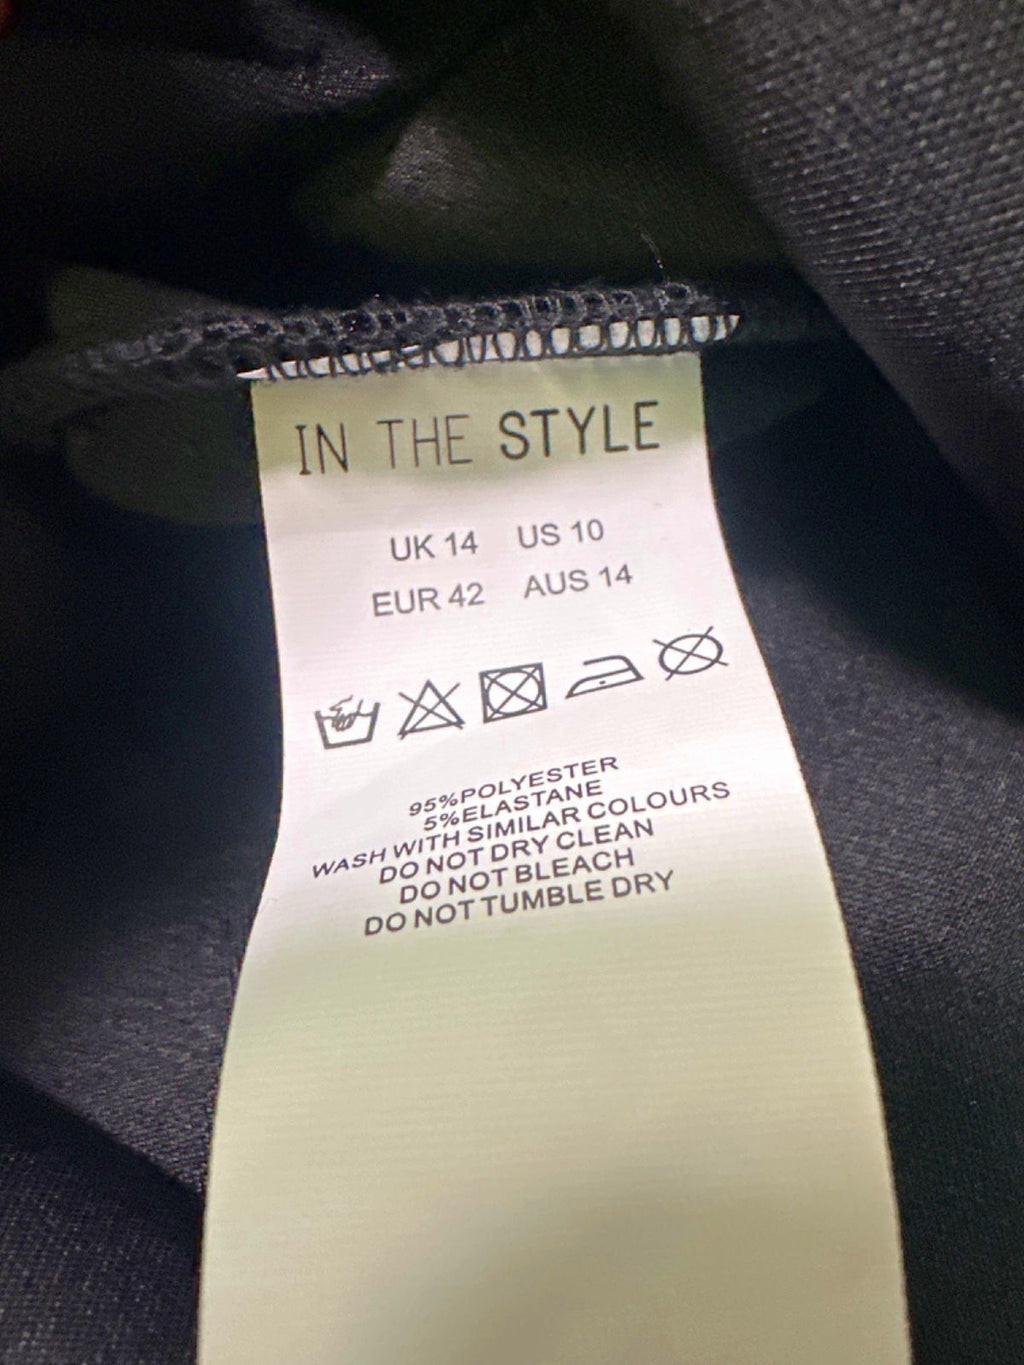 IN THE STYLE
UK 14 US 10
EUR 42 AUS 14
95%POLYESTER
5%ELASTANE
WASH WITH SIMILAR COLOURS
DO NOT DRY CLEAN
DO NOT BLEACH
DO NOT TUMBLE DRY